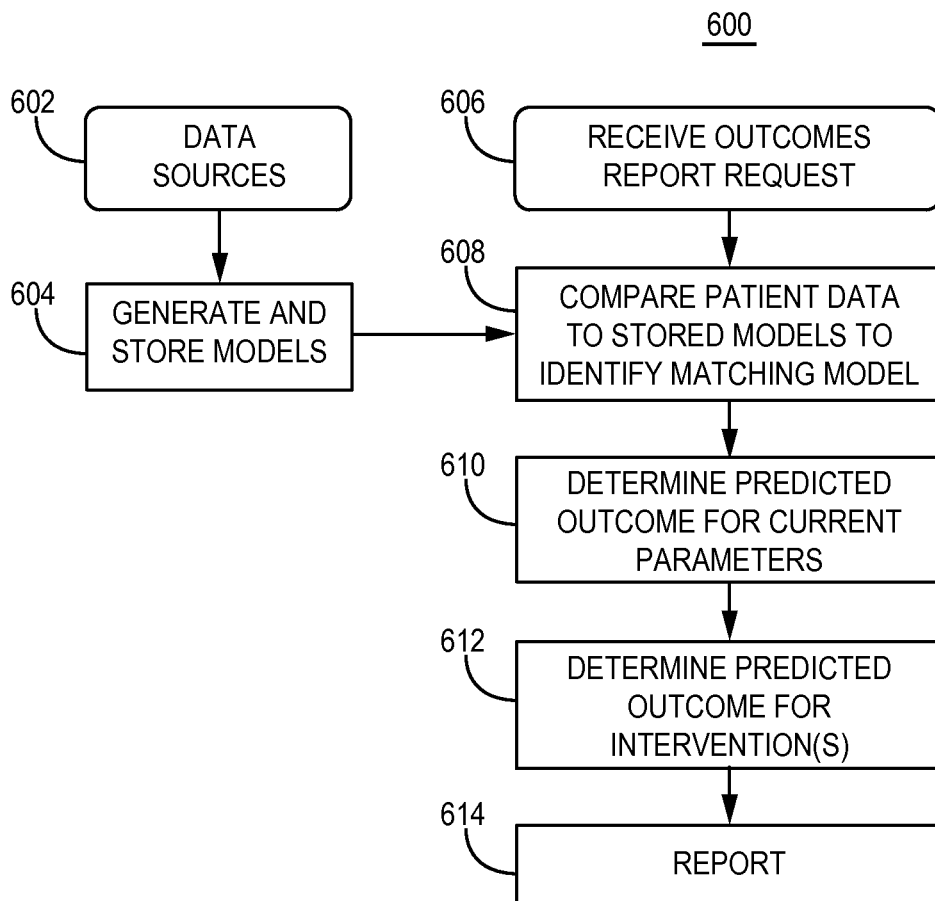 600
602
DATA
SOURCES
606
RECEIVE OUTCOMES
REPORT REQUEST
604
GENERATE AND
STORE MODELS
608
COMPARE PATIENT DATA
TO STORED MODELS TO
IDENTIFY MATCHING MODEL
610
DETERMINE PREDICTED
OUTCOME FOR CURRENT
PARAMETERS
612
DETERMINE PREDICTED
OUTCOME FOR
INTERVENTION(S)
614
REPORT